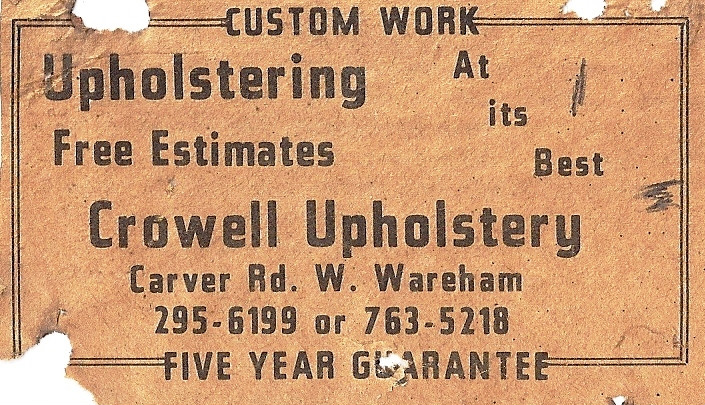 CUSTOM WORK
Upholstering At
its
Free Estimates Best
Crowell Upholstery
Carver Rd. W. Wareham
295-6199 or 763-5218
FIVE YEAR GUARANTEE